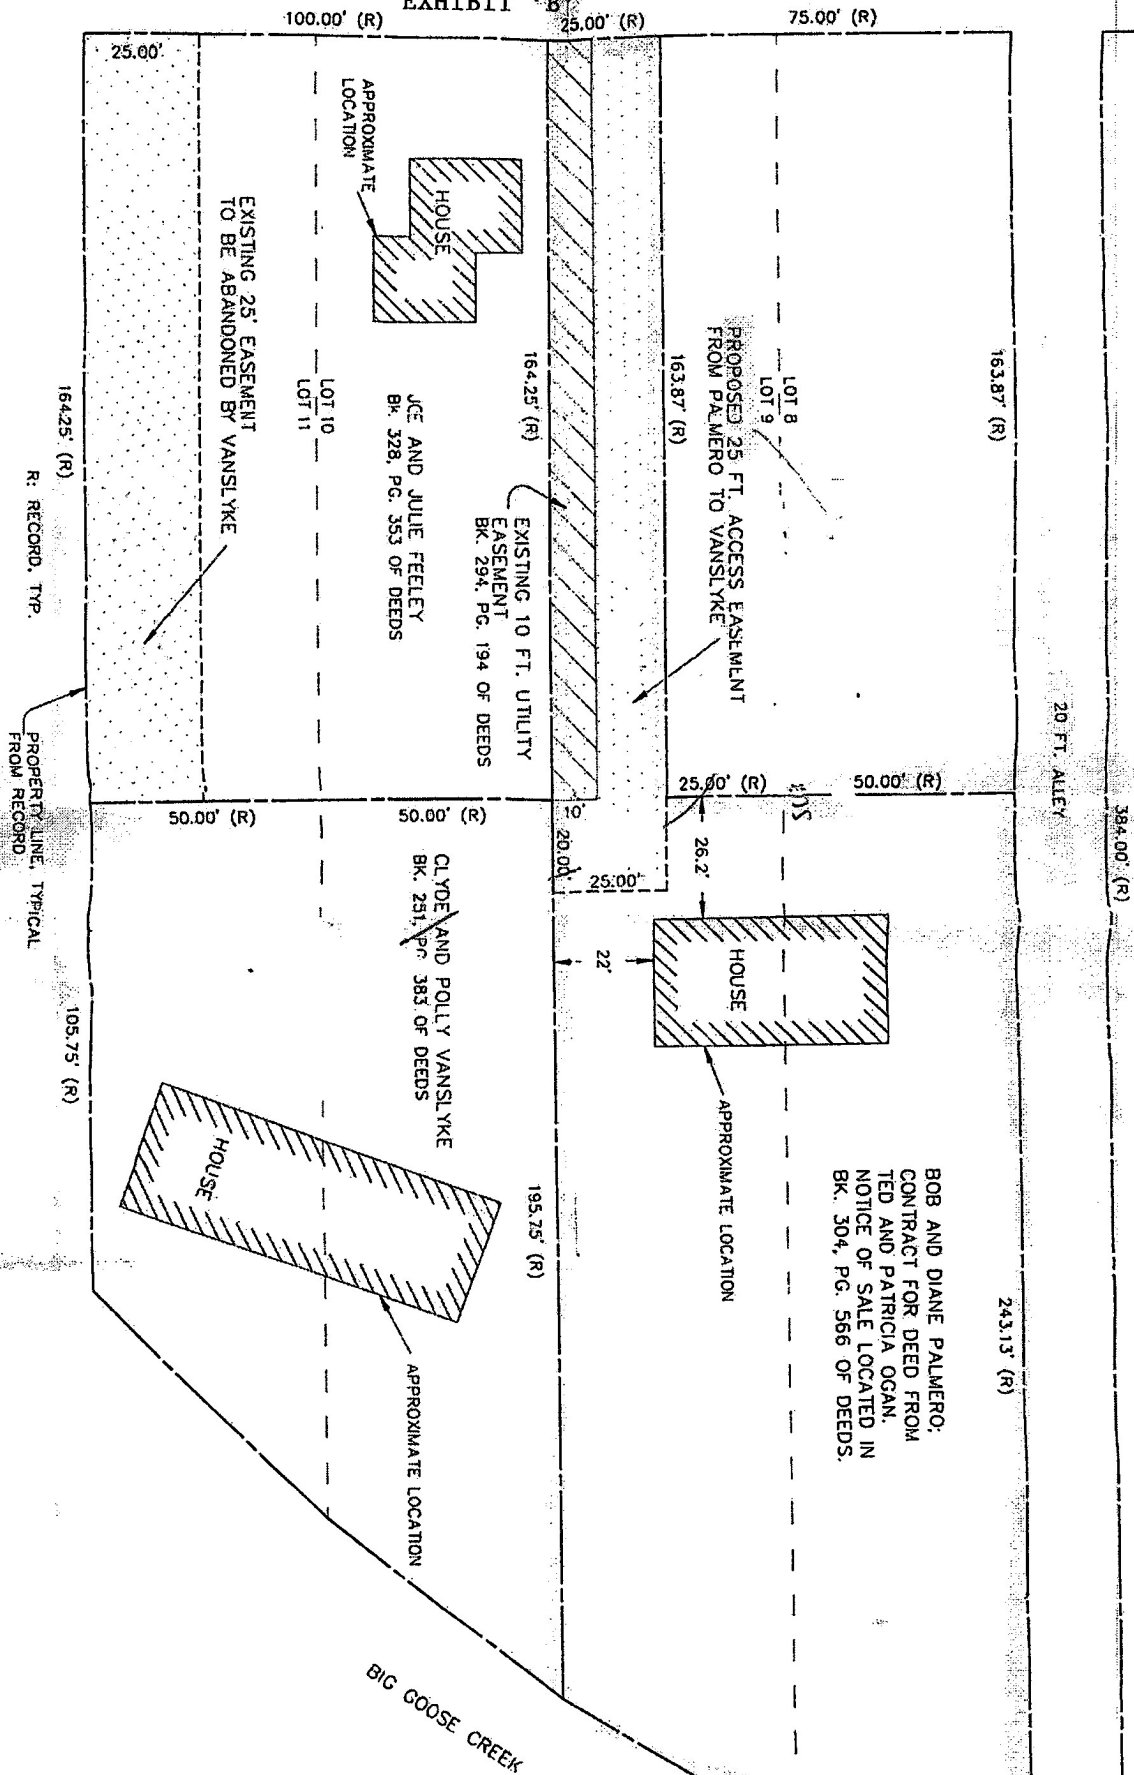 EXHIBIT "B"
100.00' (R)
25.00' (R)
75.00' (R)
25.00'
APPROXIMATE
LOCATION
HOUSE
EXISTING 25' EASEMENT
TO BE ABANDONED BY VANSLYKE
LOT 10
LOT 11
164.25' (R)
164.25' (R)
163.87' (R)
163.87' (R)
LOT 8
LOT 9
PROPOSED 25 FT. ACCESS EASEMENT
FROM PALMERO TO VANSLYKE
JOE AND JULIE FEELEY
BK. 328, PG. 353 OF DEEDS
EXISTING 10 FT. UTILITY
EASEMENT
BK. 294, PG. 194 OF DEEDS
R: RECORD, TYP.
PROPERTY LINE, TYPICAL
FROM RECORD
20 FT. ALLEY
384.00' (R)
50.00' (R)
50.00' (R)
10'
25.00' (R)
50.00' (R)
20.00'
25.00'
26.2'
22'
HOUSE
APPROXIMATE LOCATION
CLYDE AND POLLY VANSLYKE
BK. 251, PG. 383 OF DEEDS
105.75' (R)
HOUSE
APPROXIMATE LOCATION
195.75' (R)
BOB AND DIANE PALMERO;
CONTRACT FOR DEED FROM
TED AND PATRICIA OGAN.
NOTICE OF SALE LOCATED IN
BK. 304, PG. 566 OF DEEDS.
243.13' (R)
BIG GOOSE CREEK